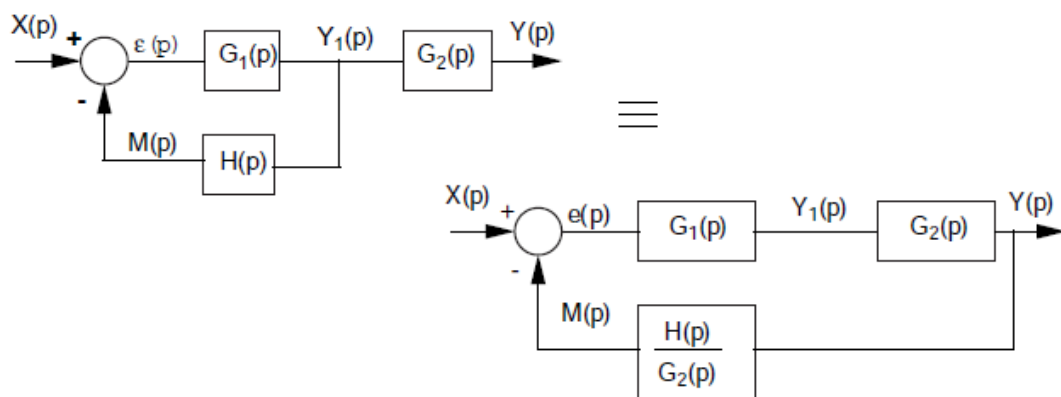 X(p) + ε(p) G₁(p) Y₁(p) G₂(p) Y(p)
-
M(p) H(p)
≡
X(p) + e(p) G₁(p) Y₁(p) G₂(p) Y(p)
-
M(p) H(p)
G₂(p)